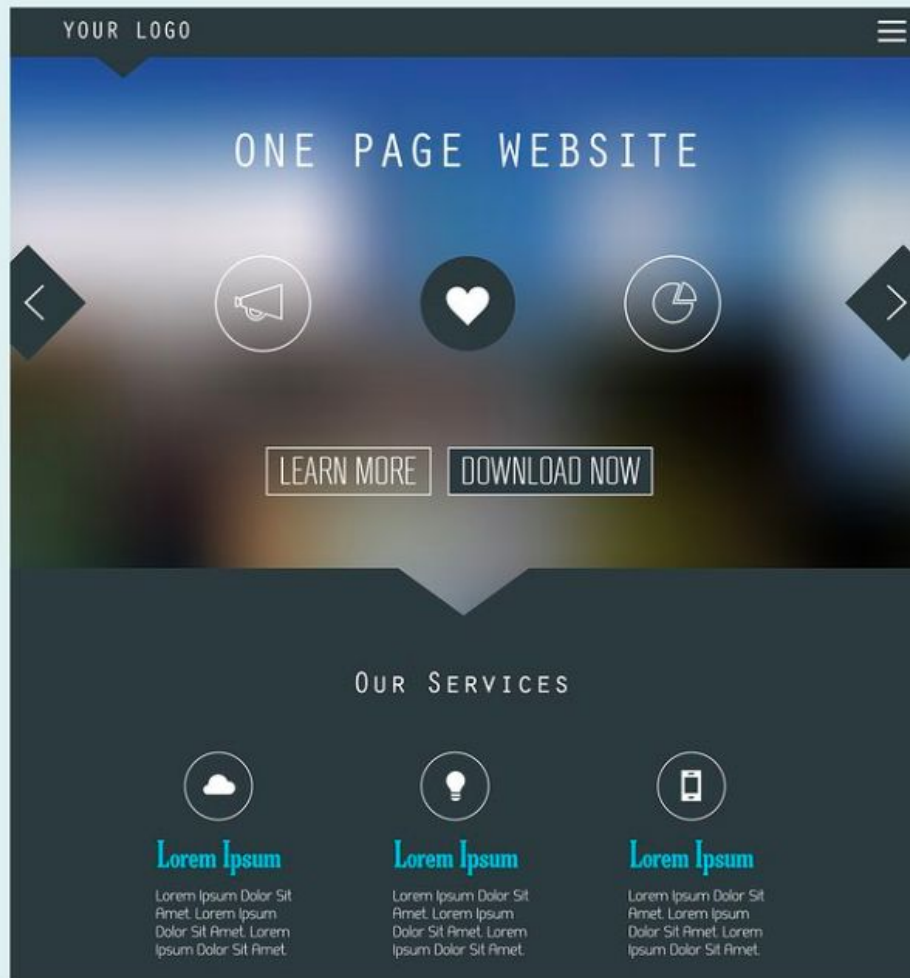 YOUR LOGO
ONE PAGE WEBSITE
LEARN MORE
DOWNLOAD NOW
Our Services
Lorem Ipsum
Lorem Ipsum Dolor Sit
Amet. Lorem Ipsum
Dolor Sit Amet. Lorem
Ipsum Dolor Sit Amet.
Lorem Ipsum
Lorem Ipsum Dolor Sit
Amet. Lorem Ipsum
Dolor Sit Amet. Lorem
Ipsum Dolor Sit Amet.
Lorem Ipsum
Lorem Ipsum Dolor Sit
Amet. Lorem Ipsum
Dolor Sit Amet. Lorem
Ipsum Dolor Sit Amet.